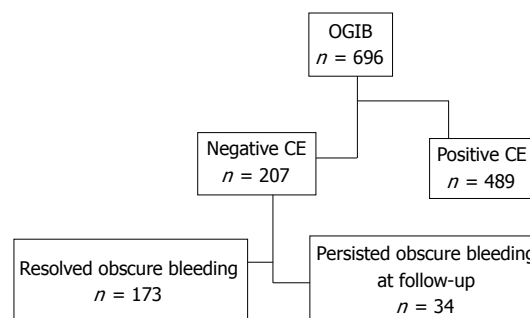 OGIB
n = 696
Negative CE
n = 207
Positive CE
n = 489
Resolved obscure bleeding
n = 173
Persisted obscure bleeding
at follow-up
n = 34